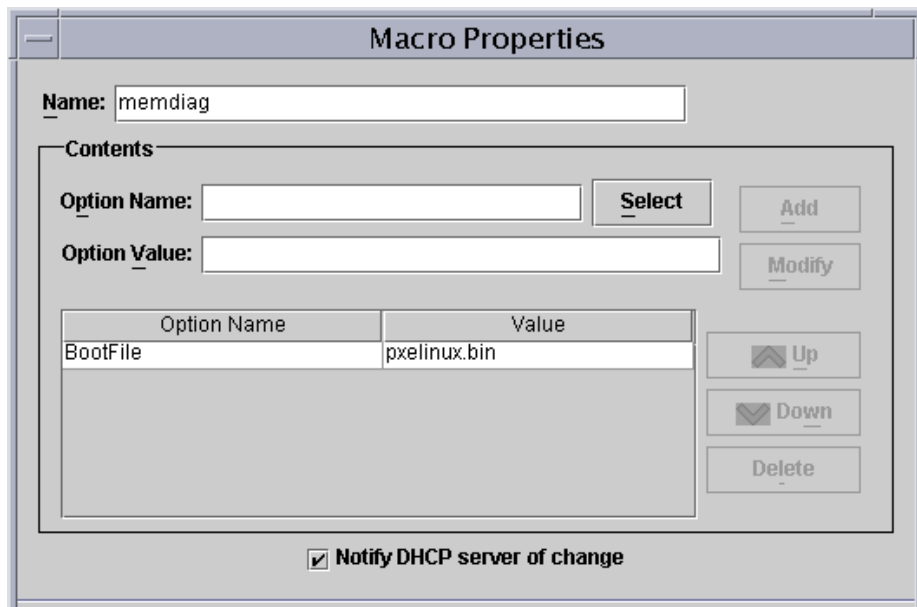 Macro Properties
Name: memdiag
Contents
Option Name: Select Add
Option Value: Modify
Option Name Value
BootFile pxelinux.bin
Up
Down
Delete
Notify DHCP server of change